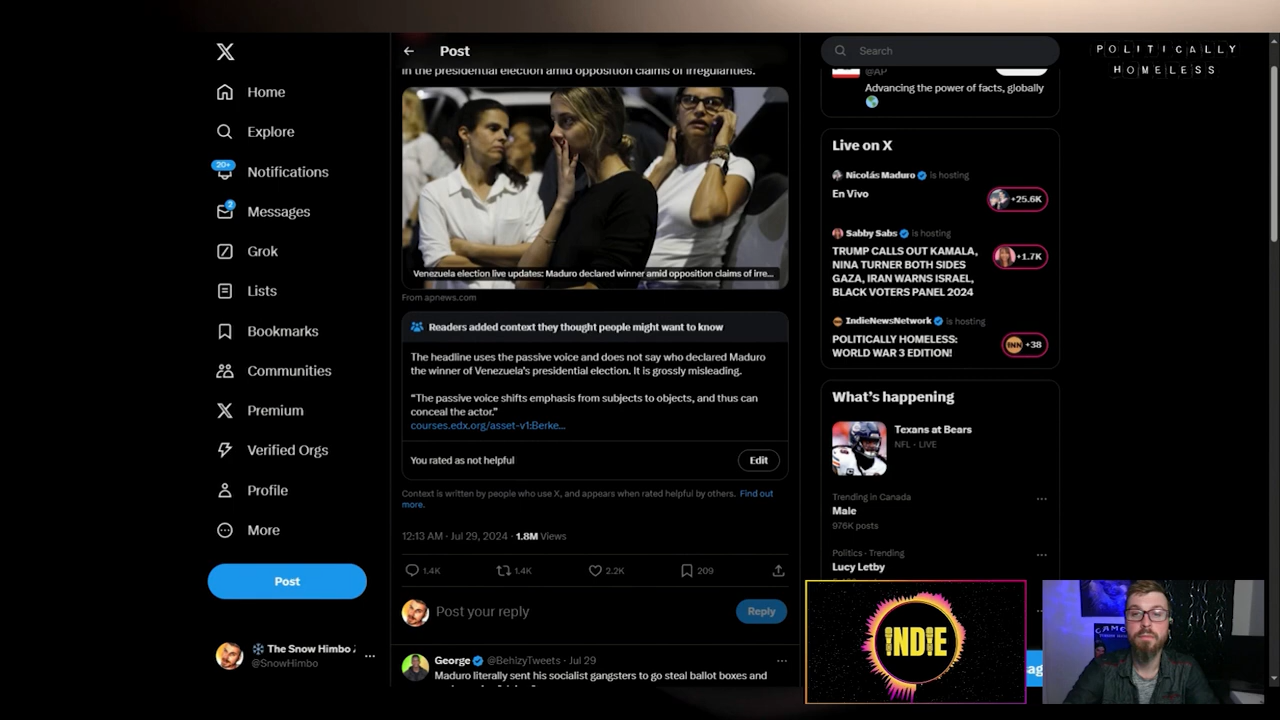 POLITICALLY
HOMELESS
Home
Explore
20+
Notifications
2
Messages
Grok
Lists
Bookmarks
Communities
Premium
Verified Orgs
Profile
More
Post
The Snow Himbo
@SnowHimbo
Post
in the presidential election amid opposition claims of irregularities.
Venezuela election live updates: Maduro declared winner amid opposition claims of irre...
From apnews.com
Readers added context they thought people might want to know
The headline uses the passive voice and does not say who declared Maduro
the winner of Venezuela's presidential election. It is grossly misleading.
“The passive voice shifts emphasis from subjects to objects, and thus can
conceal the actor.”
courses.edx.org/asset-v1:Berke...
You rated as not helpful
Edit
Context is written by people who use X, and appears when rated helpful by others. Find out
more.
12:13 AM · Jul 29, 2024 · 1.8M Views
1.4K
1.4K
2.2K
209
Post your reply
Reply
George @BehizyTweets · Jul 29
Maduro literally sent his socialist gangsters to go steal ballot boxes and
Search
@AP
Advancing the power of facts, globally
Live on X
Nicolás Maduro is hosting
En Vivo
+25.6K
Sabby Sabs is hosting
TRUMP CALLS OUT KAMALA,
NINA TURNER BOTH SIDES
GAZA, IRAN WARNS ISRAEL,
BLACK VOTERS PANEL 2024
+1.7K
IndieNewsNetwork is hosting
POLITICALLY HOMELESS:
WORLD WAR 3 EDITION!
INN
+38
What's happening
Texans at Bears
NFL · LIVE
Trending in Canada
Male
976K posts
Politics · Trending
Lucy Letby
INDIE